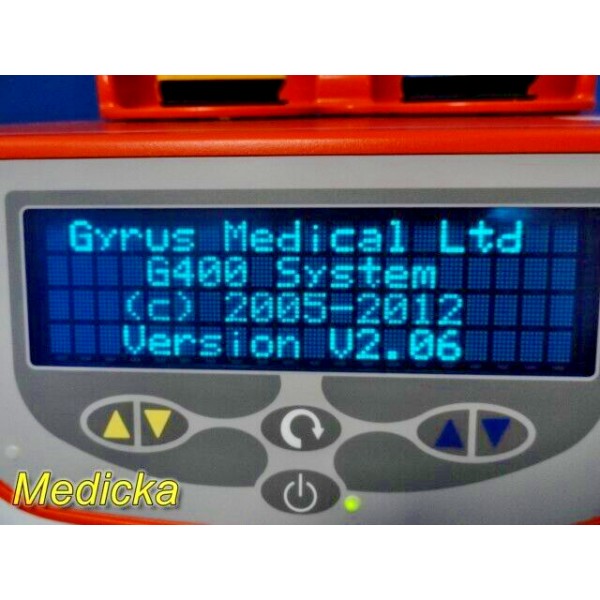 Gyrus Medical Ltd
G400 System
(c) 2005-2012
Version V2.06
Medicka